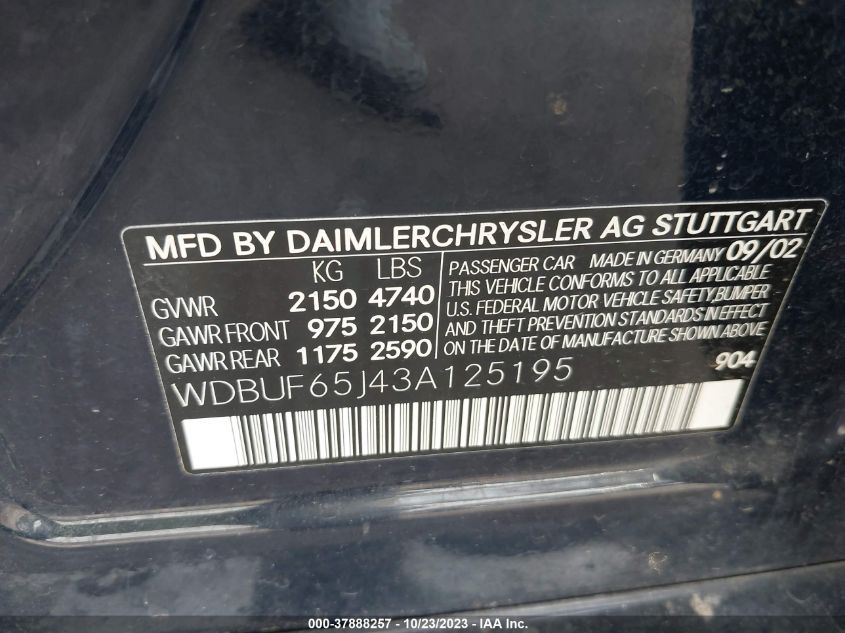 MFD BY DAIMLERCHRYSLER AG STUTTGART
KG LBS
GVWR 2150 4740
GAWR FRONT 975 2150
GAWR REAR 1175 2590
PASSENGER CAR MADE IN GERMANY 09/02
THIS VEHICLE CONFORMS TO ALL APPLICABLE
U.S. FEDERAL MOTOR VEHICLE SAFETY,BUMPER
AND THEFT PREVENTION STANDARDS IN EFFECT
ON THE DATE OF MANUFACTURE SHOWN ABOVE
904
WDBUF65J43A125195
000-37888257 - 10/23/2023 - IAA Inc.